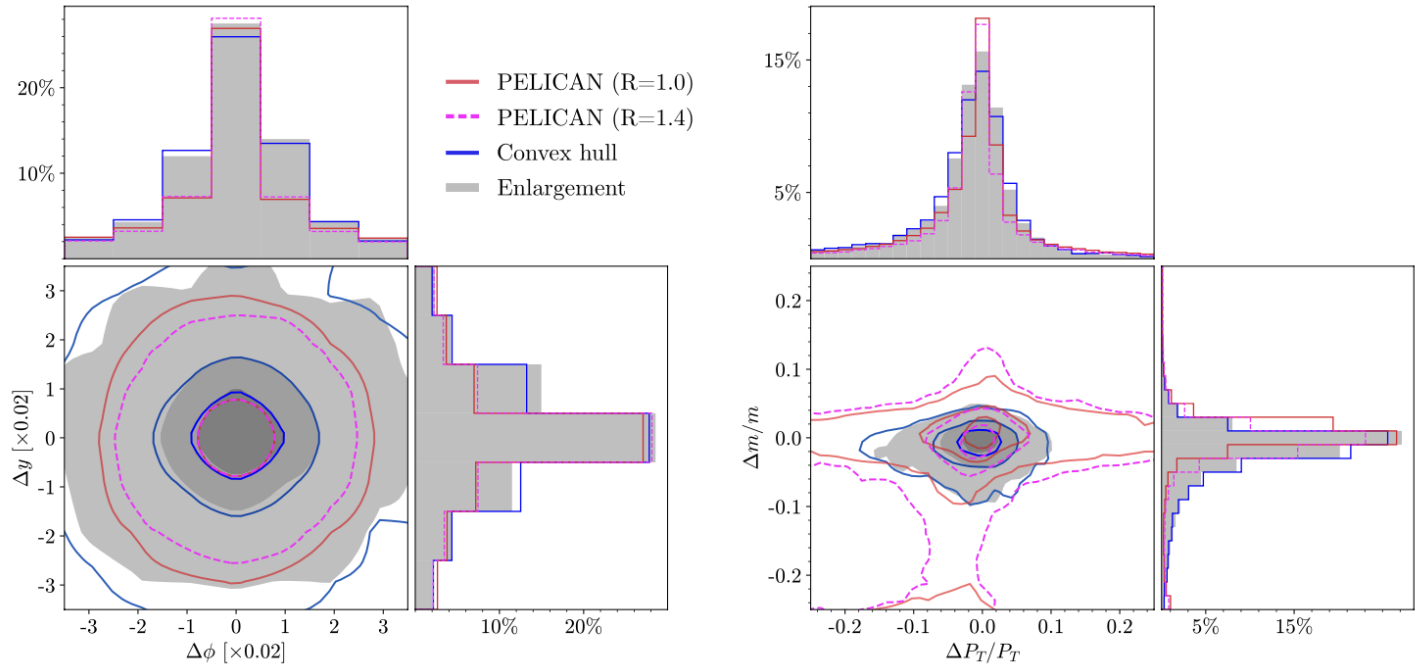 20%
10%
PELICAN (R=1.0)
PELICAN (R=1.4)
Convex hull
Enlargement
15%
5%
3
2
1
0
-1
-2
-3
Δy [×0.02]
-3 -2 -1 0 1 2 3
Δϕ [×0.02]
10% 20%
0.2
0.1
0.0
-0.1
-0.2
Δm/m
-0.2 -0.1 0.0 0.1 0.2
ΔP_T/P_T
5% 15%